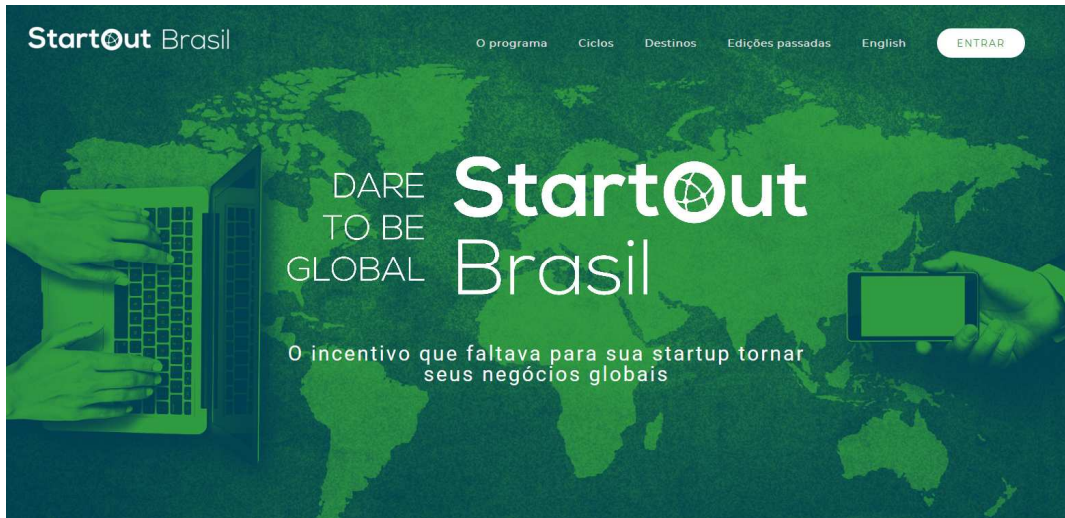 StartOut Brasil
O programa Ciclos Destinos Edições passadas English ENTRAR
DARE
TO BE
GLOBAL
StartOut
Brasil
O incentivo que faltava para sua startup tornar
seus negócios globais